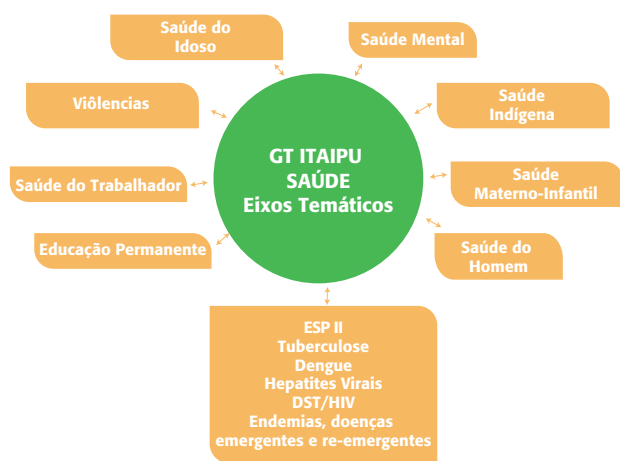 Saúde do
Idoso
Saúde Mental
Viôlencias
Saúde
Indígena
GT ITAIPU
SAÚDE
Eixos Temáticos
Saúde do Trabalhador
Saúde
Materno-Infantil
Educação Permanente
Saúde do
Homem
ESP II
Tuberculose
Dengue
Hepatites Virais
DST/HIV
Endemias, doenças
emergentes e re-emergentes